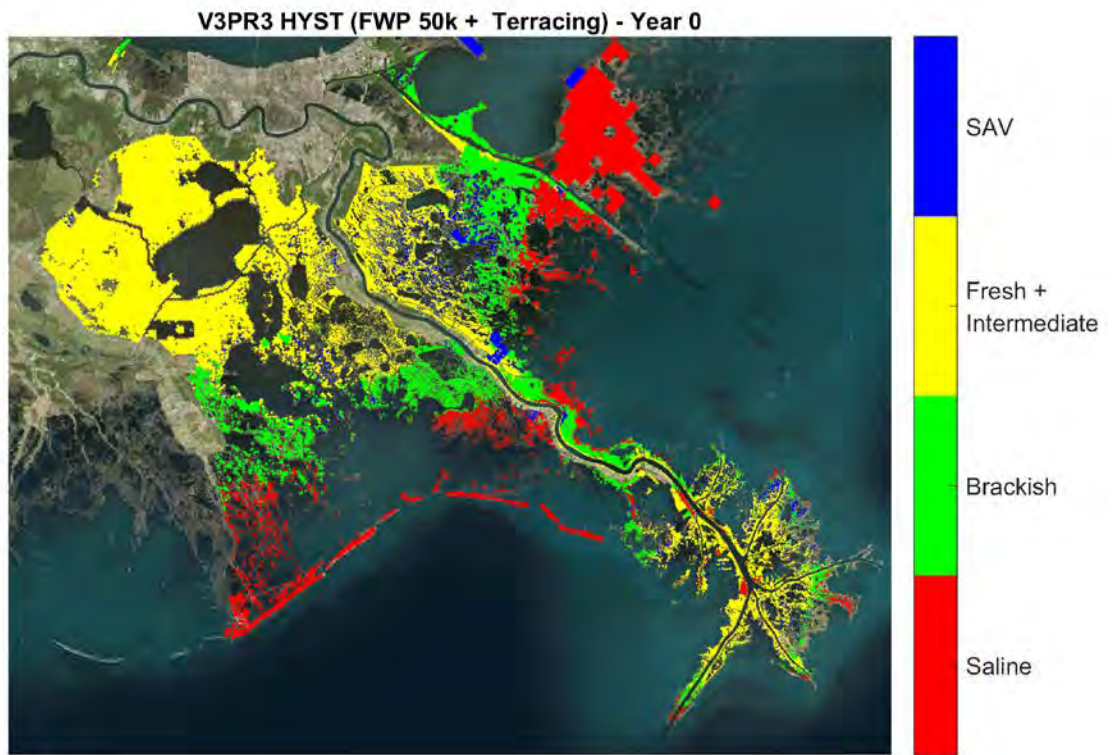 V3PR3 HYST (FWP 50k + Terracing) - Year 0
SAV
Fresh +
Intermediate
Brackish
Saline